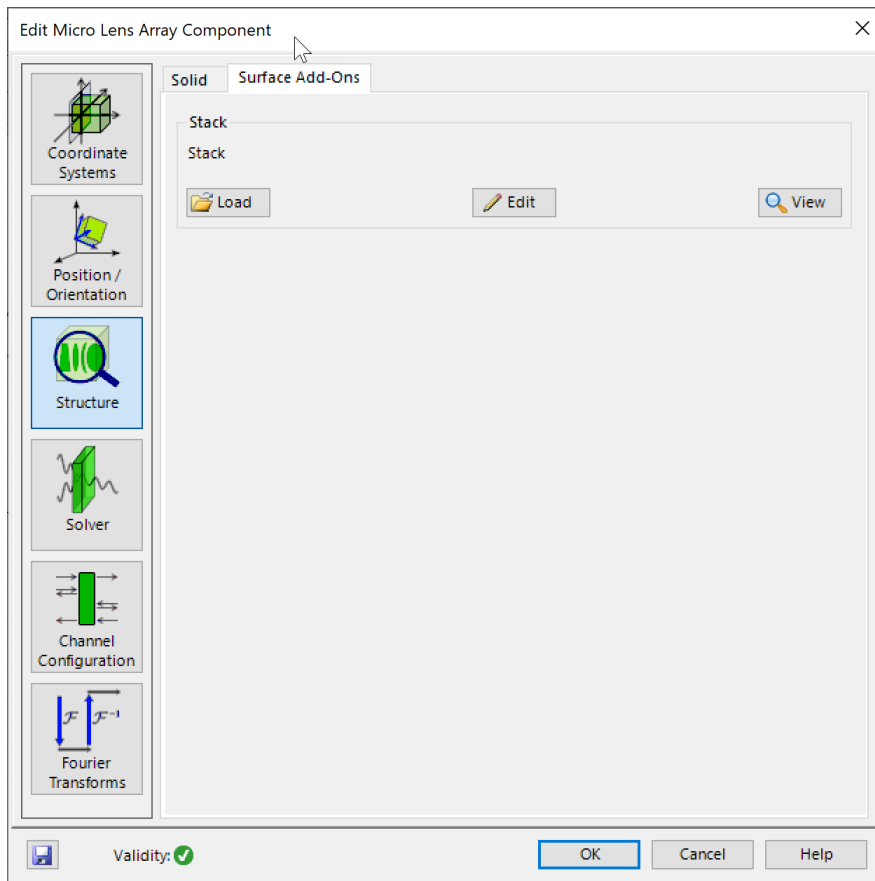 Edit Micro Lens Array Component
Coordinate
Systems
Position /
Orientation
Structure
Solver
Channel
Configuration
ℱ ℱ⁻¹
Fourier
Transforms
Solid
Surface Add-Ons
Stack
Stack
Load
Edit
View
Validity:
OK
Cancel
Help